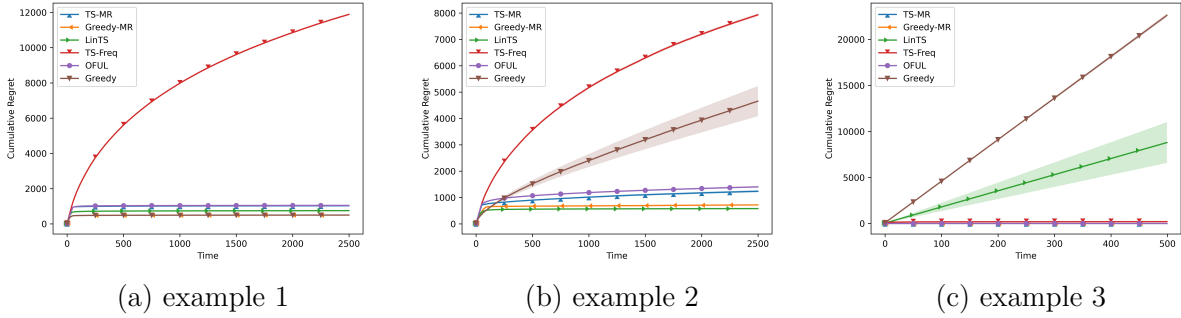 12000
10000
8000
6000
4000
2000
0
Cumulative Regret
TS-MR
Greedy-MR
LinTS
TS-Freq
OFUL
Greedy
0 500 1000 1500 2000 2500
Time
(a) example 1
9000
8000
7000
6000
5000
4000
3000
2000
1000
0
Cumulative Regret
TS-MR
Greedy-MR
LinTS
TS-Freq
OFUL
Greedy
0 500 1000 1500 2000 2500
Time
(b) example 2
20000
15000
10000
5000
0
Cumulative Regret
TS-MR
Greedy-MR
LinTS
TS-Freq
OFUL
Greedy
0 100 200 300 400 500
Time
(c) example 3